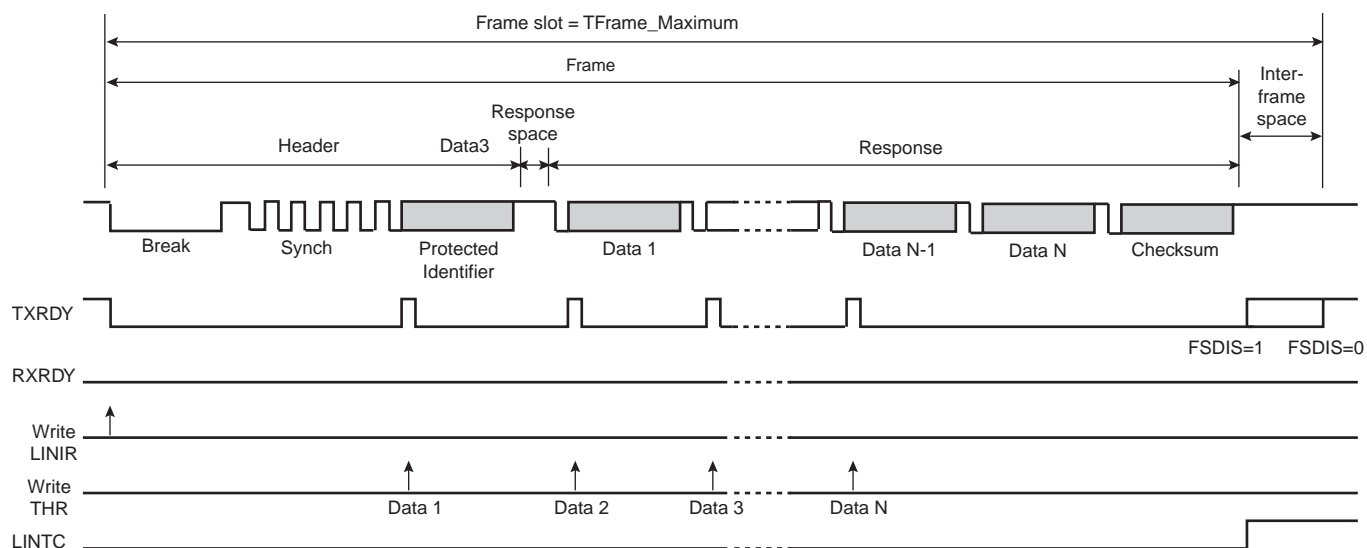 Frame slot = TFrame_Maximum
Frame
Inter-
frame
space
Response
space
Header
Data3
Response
Break
Synch
Protected
Identifier
Data 1
Data N-1
Data N
Checksum
TXRDY
FSDIS=1
FSDIS=0
RXRDY
Write
LINIR
Write
THR
Data 1
Data 2
Data 3
Data N
LINTC